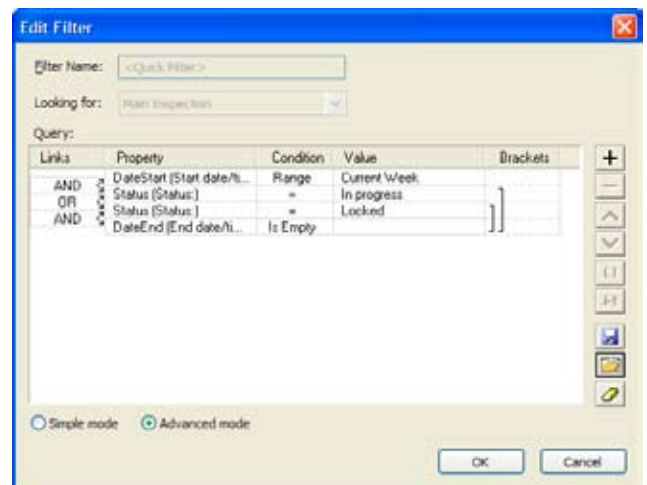 Edit Filter
Filter Name: <Quick Filter>
Looking for: Main Inspection
Query:
Links Property Condition Value Brackets
DateStart (Start date/ti... Range Current Week
AND Status (Status:) = In progress
OR Status (Status:) = Locked
AND DateEnd (End date/ti... Is Empty
Simple mode Advanced mode
OK Cancel